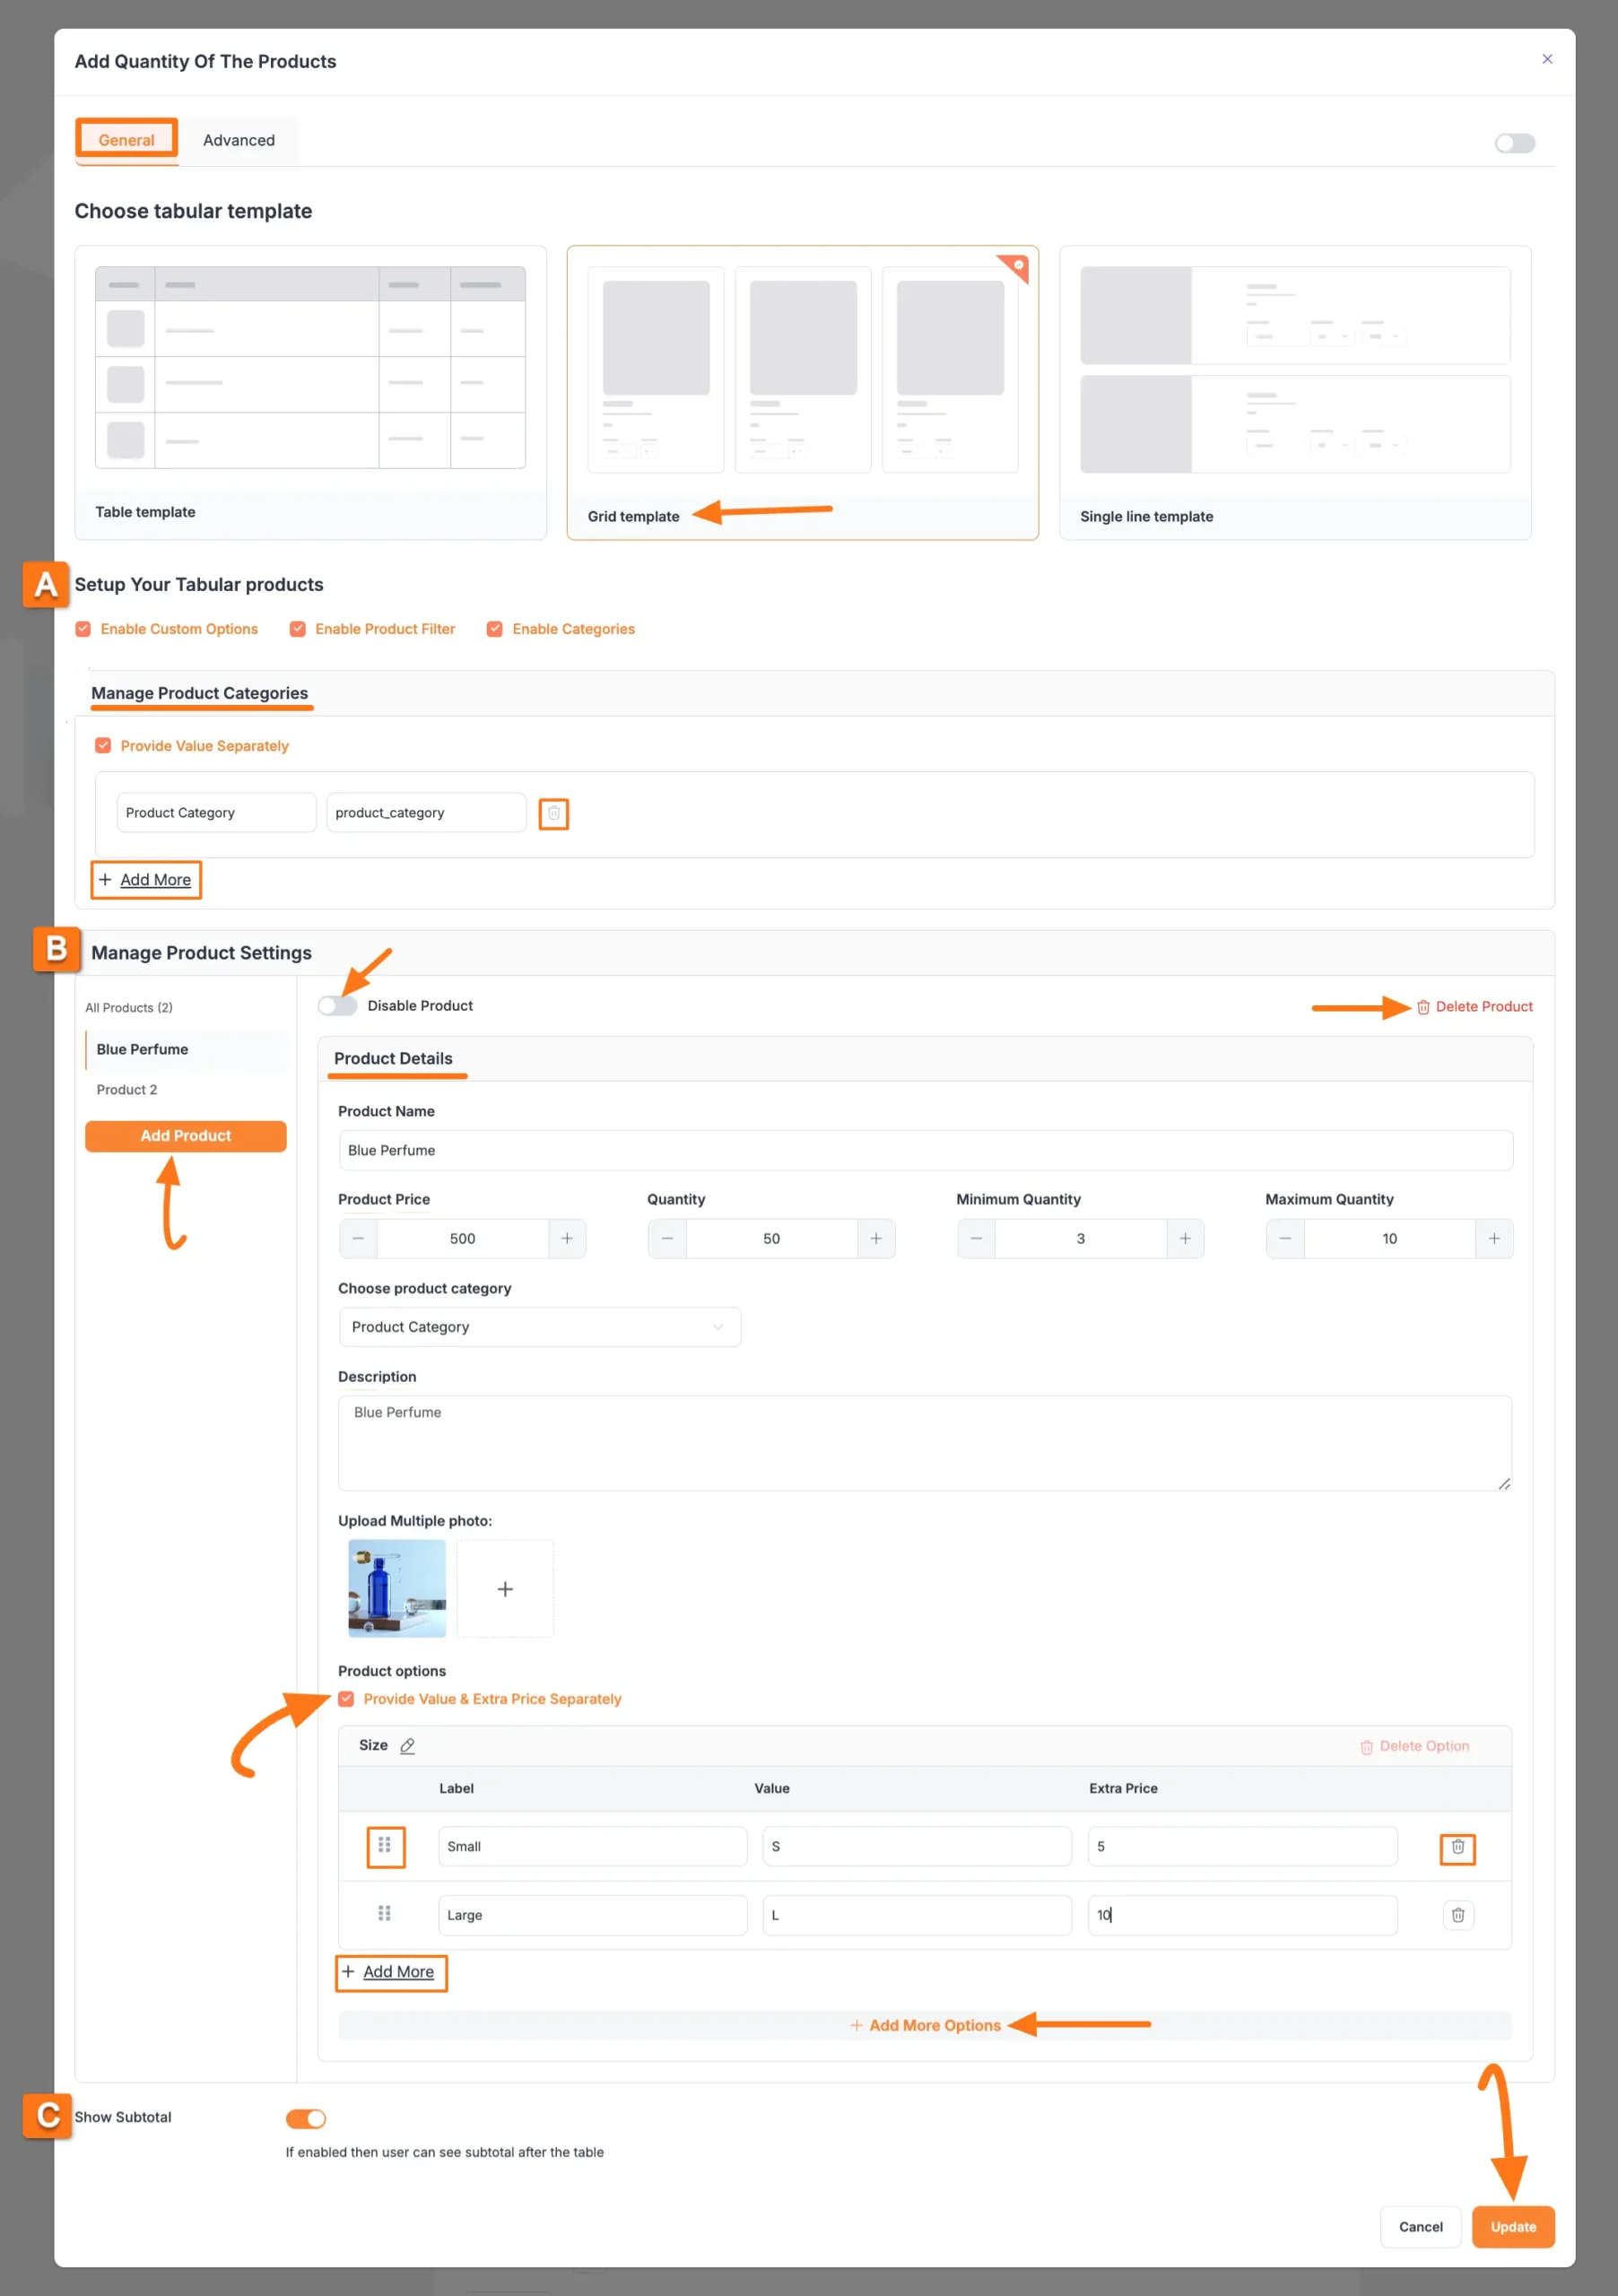 Add Quantity Of The Products
General
Advanced
Choose tabular template
Table template
Grid template
Single line template
A
Setup Your Tabular products
Enable Custom Options
Enable Product Filter
Enable Categories
Manage Product Categories
Provide Value Separately
Product Category
product_category
+ Add More
B
Manage Product Settings
All Products (2)
Blue Perfume
Product 2
Add Product
Disable Product
Delete Product
Product Details
Product Name
Blue Perfume
Product Price
Quantity
Minimum Quantity
Maximum Quantity
− 500 +
− 50 +
− 3 +
− 10 +
Choose product category
Product Category
Description
Blue Perfume
Upload Multiple photo:
+
Product options
Provide Value & Extra Price Separately
Size
Delete Option
Label
Value
Extra Price
Small
S
5
Large
L
10
+ Add More
+ Add More Options
C
Show Subtotal
If enabled then user can see subtotal after the table
Cancel
Update